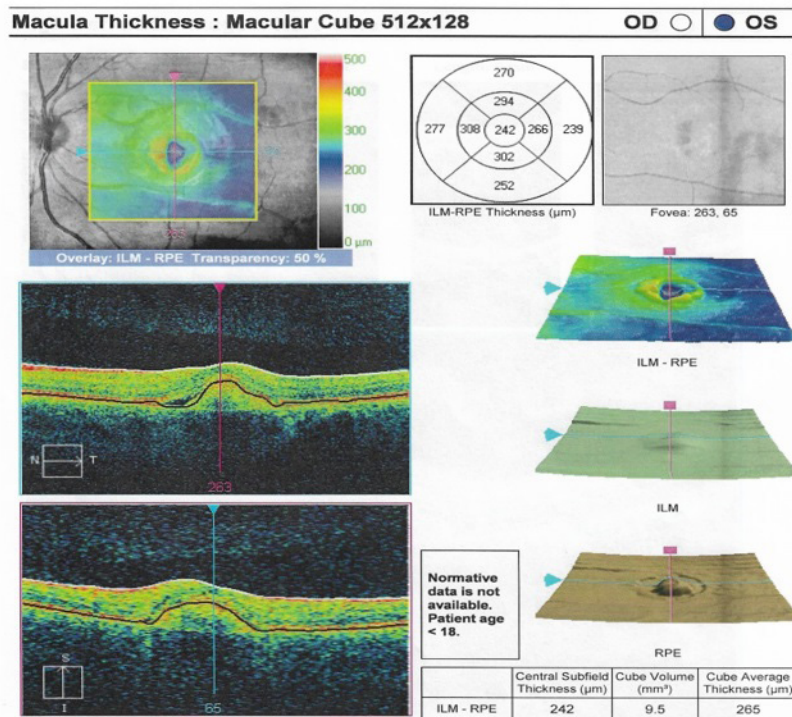 Macula Thickness : Macular Cube 512x128
OD
OS
500
400
300
200
100
0 µm
263
Overlay: ILM - RPE Transparency: 50 %
270
294
277
308
242
266
239
302
252
ILM-RPE Thickness (µm)
Fovea: 263, 65
ILM - RPE
N
T
263
ILM
S
I
65
Normative
data is not
available.
Patient age
< 18.
RPE
Central Subfield Thickness (µm)
Cube Volume (mm³)
Cube Average Thickness (µm)
ILM - RPE 242 9.5 265